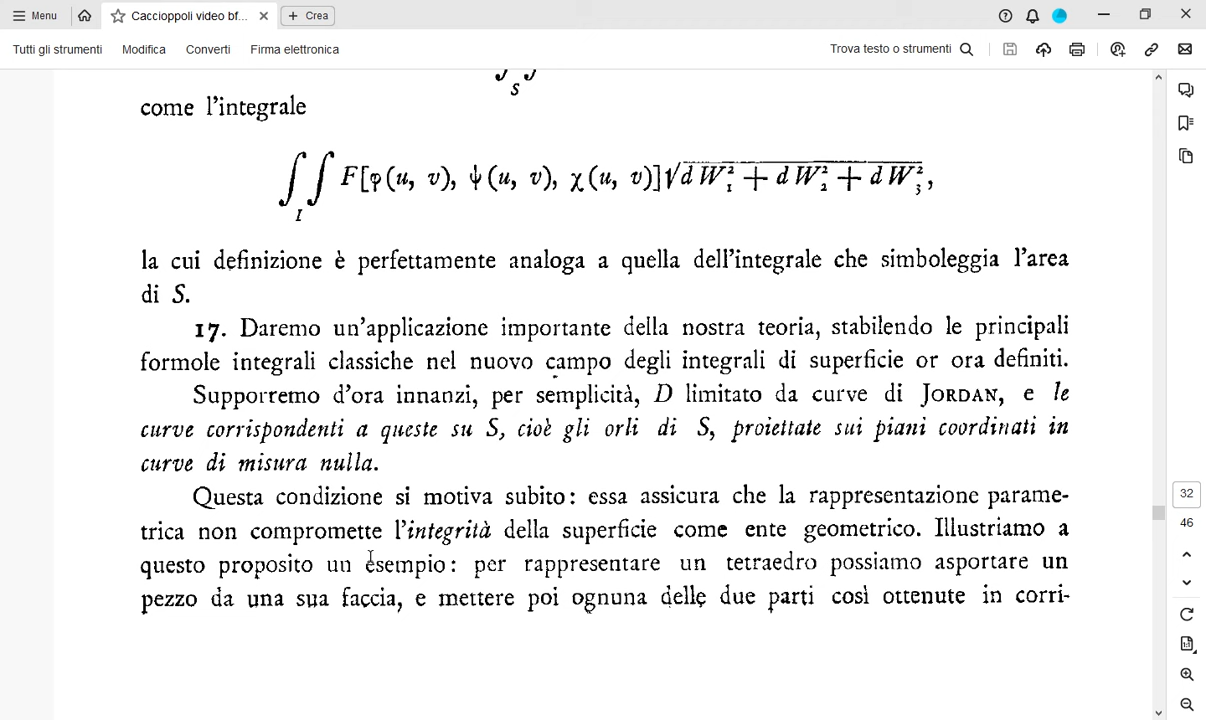 Menu
Caccioppoli video bf...
Crea
Tutti gli strumenti Modifica Converti Firma elettronica Trova testo o strumenti
∫∫
S
come l'integrale
∫∫_I F[φ(u, v), ψ(u, v), χ(u, v)]√dW₁² + dW₂² + dW₃²,
la cui definizione è perfettamente analoga a quella dell'integrale che simboleggia l'area
di S.
17. Daremo un'applicazione importante della nostra teoria, stabilendo le principali
formole integrali classiche nel nuovo campo degli integrali di superficie or ora definiti.
Supporremo d'ora innanzi, per semplicità, D limitato da curve di JORDAN, e le
curve corrispondenti a queste su S, cioè gli orli di S, proiettate sui piani coordinati in
curve di misura nulla.
Questa condizione si motiva subito: essa assicura che la rappresentazione parame-
trica non compromette l'integrità della superficie come ente geometrico. Illustriamo a
questo proposito un esempio: per rappresentare un tetraedro possiamo asportare un
pezzo da una sua faccia, e mettere poi ognuna delle due parti così ottenute in corri-
32
46